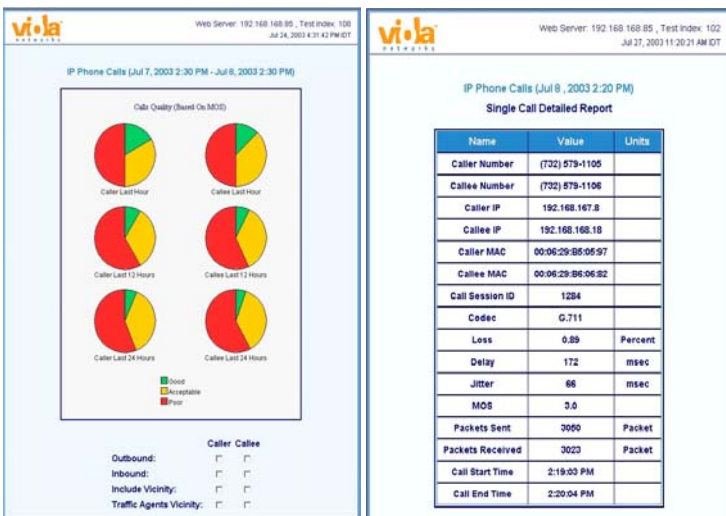 viola
networks
Web Server: 192.168.168.85 , Test Index: 108
Jul 24, 2003 4:31:42 PM IDT
IP Phone Calls (Jul 7, 2003 2:30 PM - Jul 8, 2003 2:30 PM)
Calls Quality (Based On MOS)
Caller Last Hour
Callee Last Hour
Caller Last 12 Hours
Callee Last 12 Hours
Caller Last 24 Hours
Callee Last 24 Hours
Good
Acceptable
Poor
Caller Callee
Outbound:
Inbound:
Include Vicinity:
Traffic Agents Vicinity:
viola
networks
Web Server: 192.168.168.85 , Test Index: 102
Jul 27, 2003 11:20:21 AM IDT
IP Phone Calls (Jul 8 , 2003 2:20 PM)
Single Call Detailed Report
Name Value Units
Caller Number (732) 579-1105
Callee Number (732) 579-1106
Caller IP 192.168.167.8
Callee IP 192.168.168.18
Caller MAC 00:06:29:B5:05:97
Callee MAC 00:06:29:B6:06:82
Call Session ID 1284
Codec G.711
Loss 0.89 Percent
Delay 172 msec
Jitter 66 msec
MOS 3.0
Packets Sent 3050 Packet
Packets Received 3023 Packet
Call Start Time 2:19:03 PM
Call End Time 2:20:04 PM